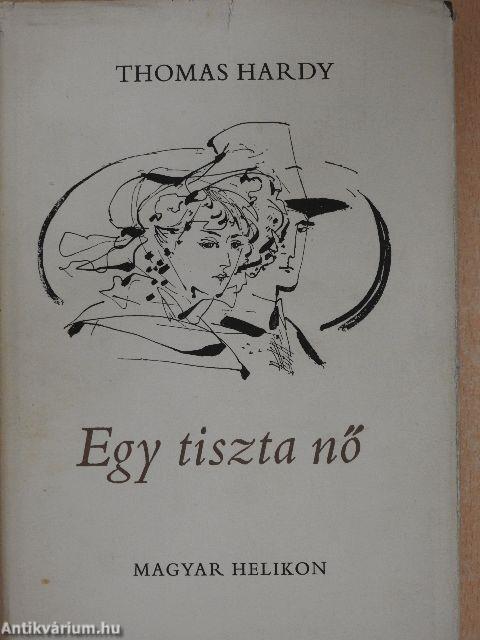 THOMAS HARDY
Egy tiszta nő
MAGYAR HELIKON
Antikvárium.hu